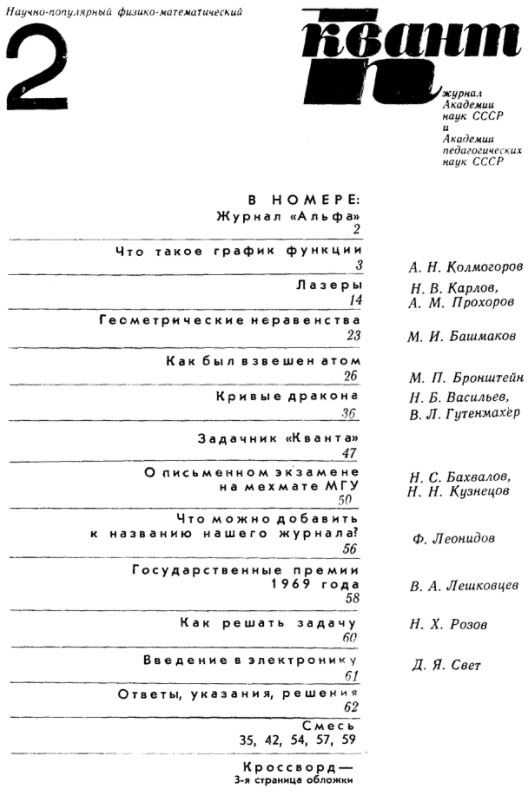 Научно-популярный физико-математический
2
квант
журнал
Академии
наук СССР
и
Академии
педагогических
наук СССР
В НОМЕРЕ:
Журнал «Альфа»
2
Что такое график функции
3
А. Н. Колмогоров
Лазеры
14
Н. В. Карлов,
А. М. Прохоров
Геометрические неравенства
23
М. И. Башмаков
Как был взвешен атом
26
М. П. Бронштейн
Кривые дракона
36
Н. Б. Васильев,
В. Л. Гутенмахер
Задачник «Кванта»
47
О письменном экзамене
на мехмате МГУ
50
Н. С. Бахвалов,
Н. Н. Кузнецов
Что можно добавить
к названию нашего журнала?
56
Ф. Леонидов
Государственные премии
1969 года
58
В. А. Лешковцев
Как решать задачу
60
Н. Х. Розов
Введение в электронику
61
Д. Я. Свет
Ответы, указания, решения
62
Смесь
35, 42, 54, 57, 59
Кроссворд —
3-я страница обложки